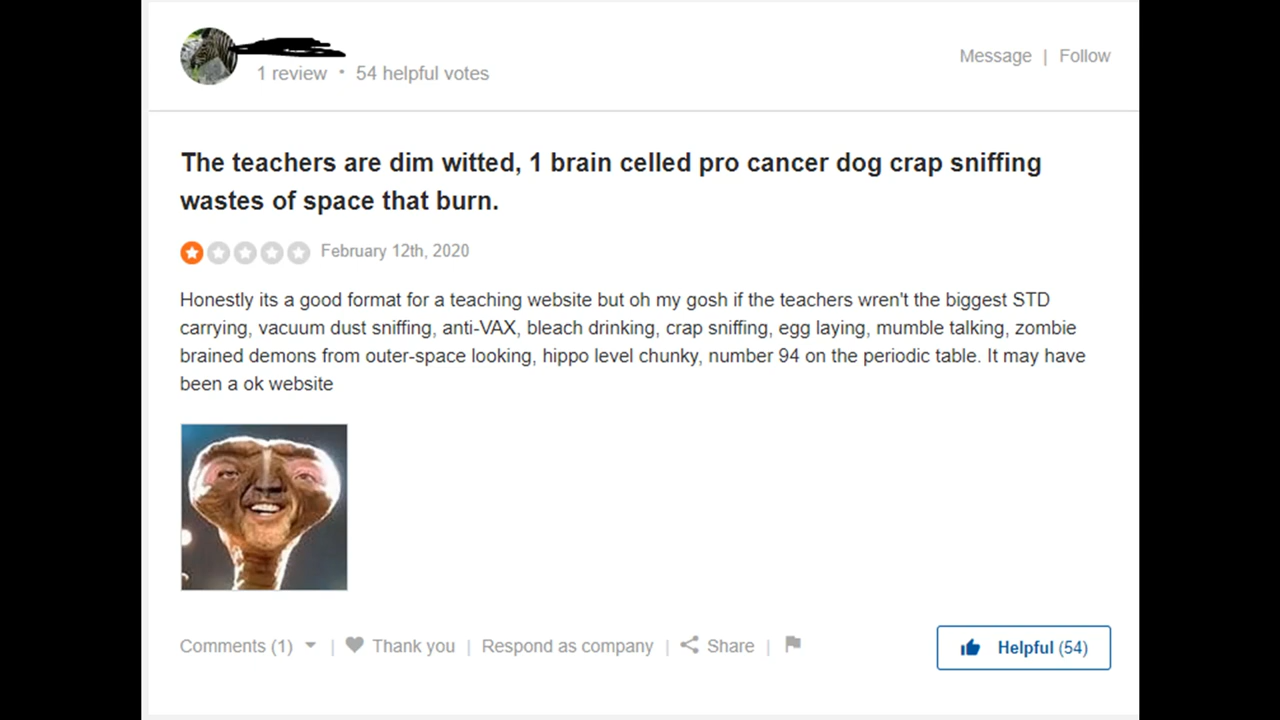 1 review • 54 helpful votes
Message | Follow
The teachers are dim witted, 1 brain celled pro cancer dog crap sniffing
wastes of space that burn.
February 12th, 2020
Honestly its a good format for a teaching website but oh my gosh if the teachers wren't the biggest STD
carrying, vacuum dust sniffing, anti-VAX, bleach drinking, crap sniffing, egg laying, mumble talking, zombie
brained demons from outer-space looking, hippo level chunky, number 94 on the periodic table. It may have
been a ok website
Comments (1) | Thank you | Respond as company | Share |
Helpful (54)